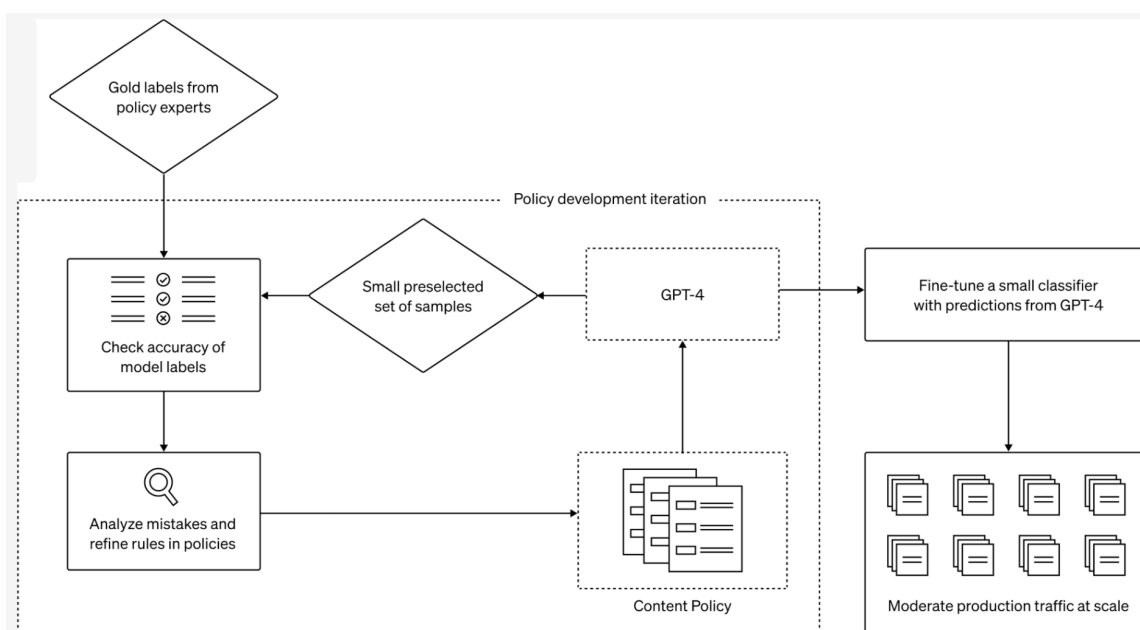 Gold labels from
policy experts
Policy development iteration
Small preselected
set of samples
GPT-4
Fine-tune a small classifier
with predictions from GPT-4
Check accuracy of
model labels
Analyze mistakes and
refine rules in policies
Content Policy
Moderate production traffic at scale